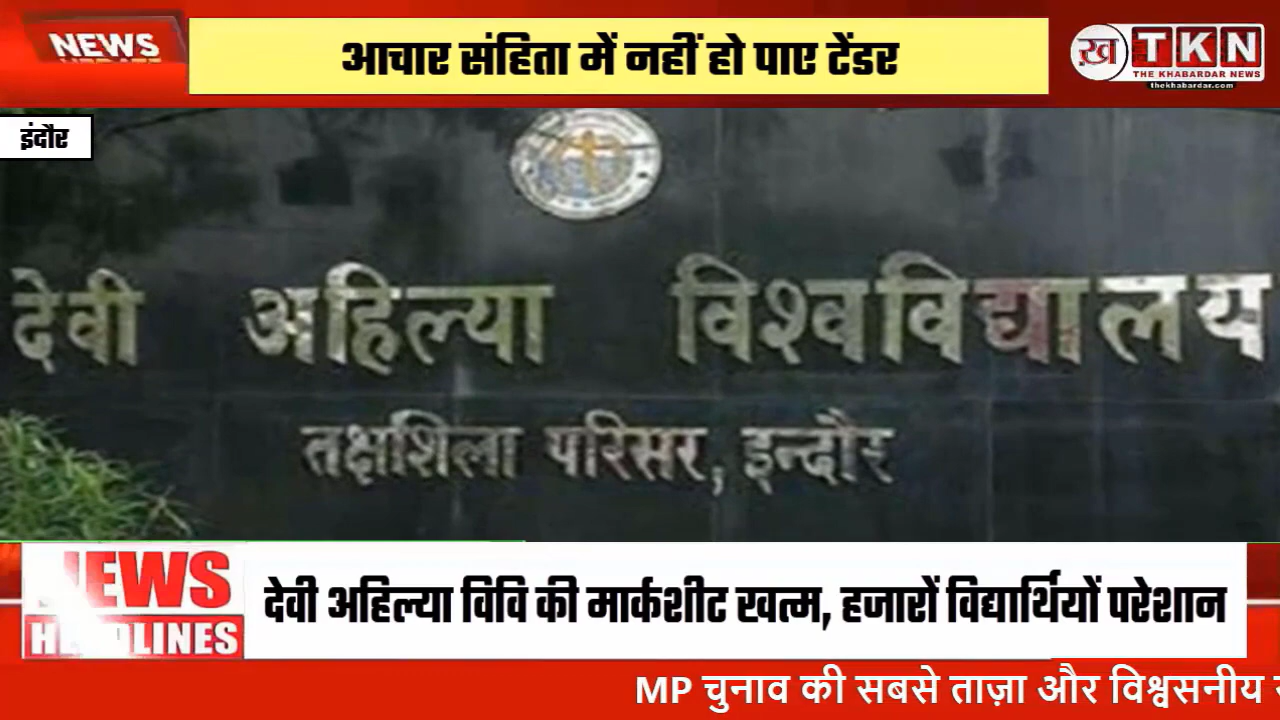 NEWS
आचार संहिता में नहीं हो पाए टेंडर
ख़ TKN
THE KHABARDAR NEWS
thekhabardar.com
इंदौर
देवी अहिल्या विश्वविद्यालय
तक्षशिला परिसर, इन्दौर
NEWS
HEADLINES
देवी अहिल्या विवि की मार्कशीट खत्म, हजारों विद्यार्थियों परेशान
MP चुनाव की सबसे ताज़ा और विश्वसनीय